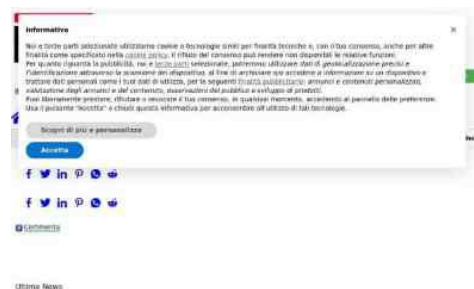 Informativa
×
Noi e terze parti selezionate utilizziamo cookie o tecnologie simili per finalità tecniche e, con il tuo consenso, anche per altre
finalità come specificato nella cookie policy. Il rifiuto del consenso può rendere non disponibili le relative funzioni.
Per quanto riguarda la pubblicità, noi e terze parti selezionate, potremmo utilizzare dati di geolocalizzazione precisi e
l'identificazione attraverso la scansione del dispositivo, al fine di archiviare e/o accedere a informazioni su un dispositivo e
trattare dati personali come i tuoi dati di utilizzo, per le seguenti finalità pubblicitarie: annunci e contenuti personalizzati,
valutazione degli annunci e del contenuto, osservazioni del pubblico e sviluppo di prodotti.
Puoi liberamente prestare, rifiutare o revocare il tuo consenso, in qualsiasi momento, accedendo al pannello delle preferenze.
Usa il pulsante "Accetta" o chiudi questa informativa per acconsentire all'utilizzo di tali tecnologie.
Scopri di più e personalizza
Accetta
Commenta
Ultime News